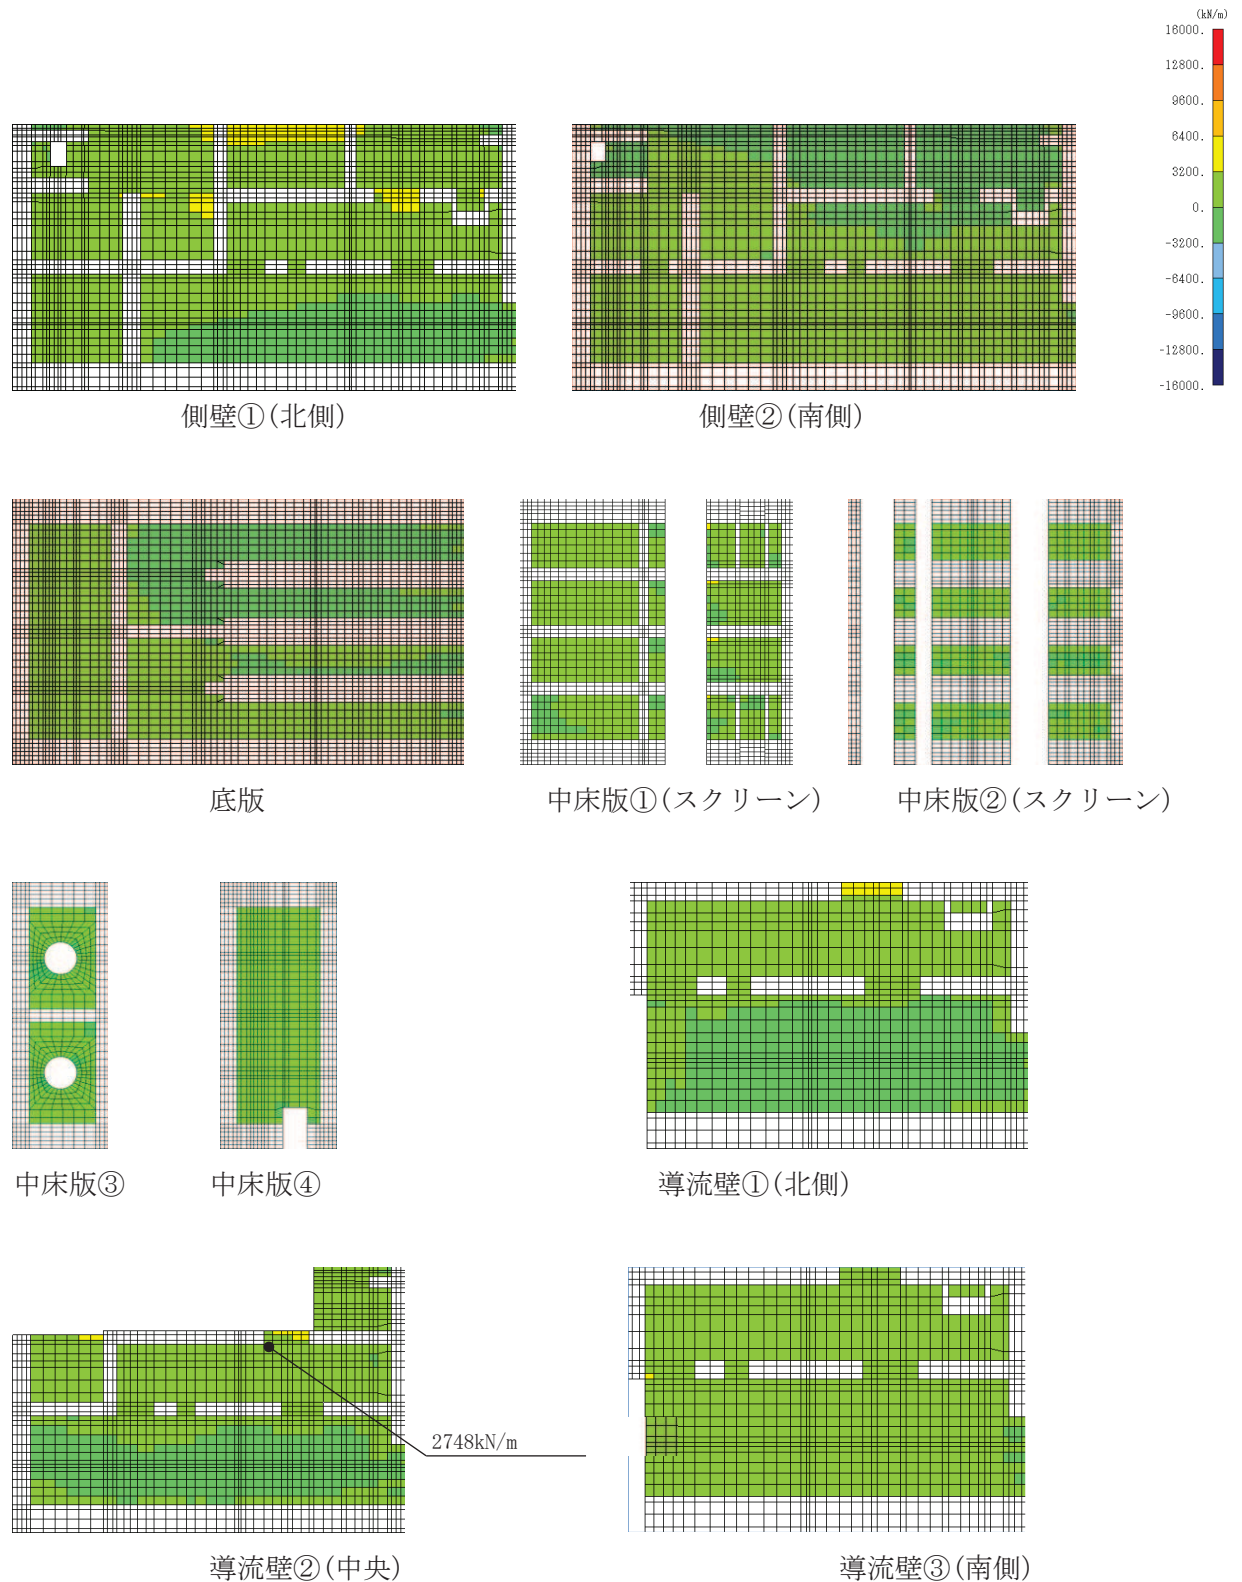 (kN/m)
16000.
12800.
9600.
6400.
3200.
0.
-3200.
-6400.
-9600.
-12800.
-16000.
側壁①(北側)
側壁②(南側)
底版
中床版①(スクリーン)
中床版②(スクリーン)
中床版③
中床版④
導流壁①(北側)
2748kN/m
導流壁②(中央)
導流壁③(南側)